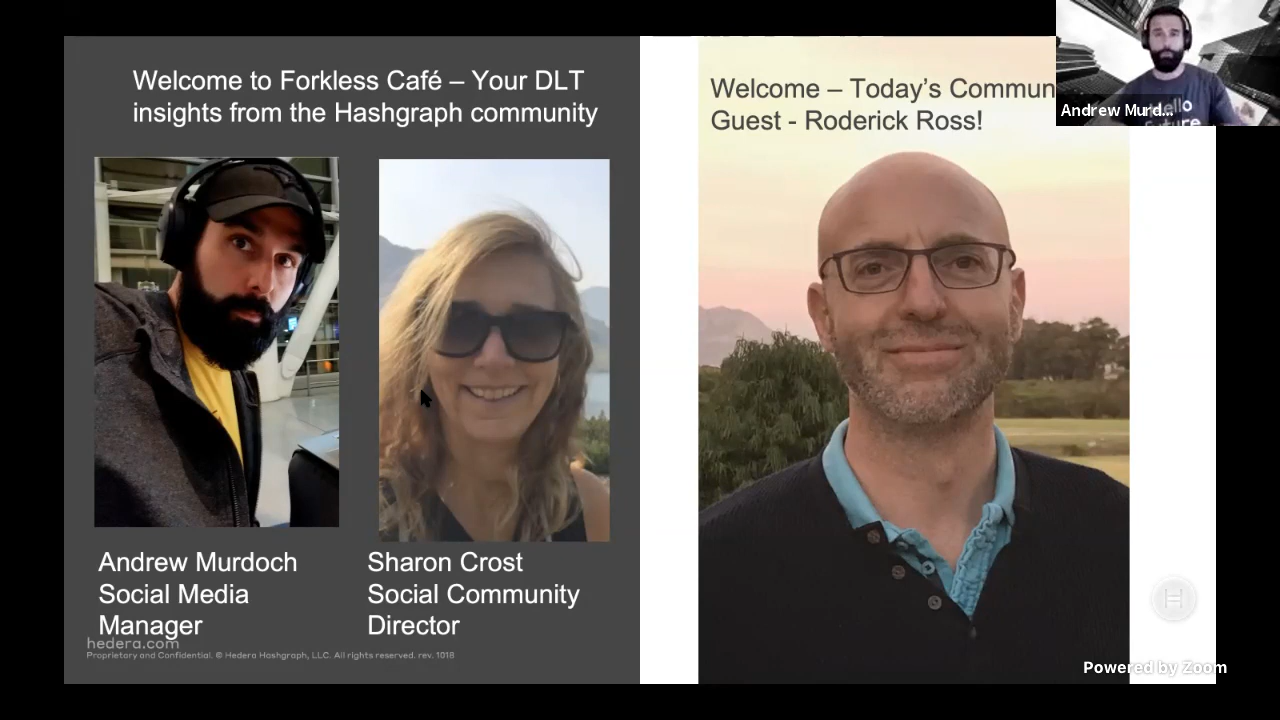 Welcome to Forkless Café – Your DLT
insights from the Hashgraph community
Andrew Murdoch
Social Media
Manager
Sharon Crost
Social Community
Director
hedera.com
Proprietary and Confidential. © Hedera Hashgraph, LLC. All rights reserved. rev. 1018
Welcome – Today’s Commun
Guest - Roderick Ross!
Andrew Murd...
Hello
future
H
Powered by Zoom